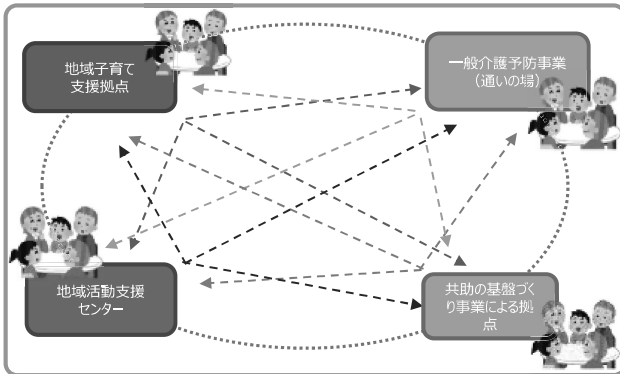 地域子育て
支援拠点
一般介護予防事業
（通いの場）
地域活動支援
センター
共助の基盤づく
り事業による拠
点